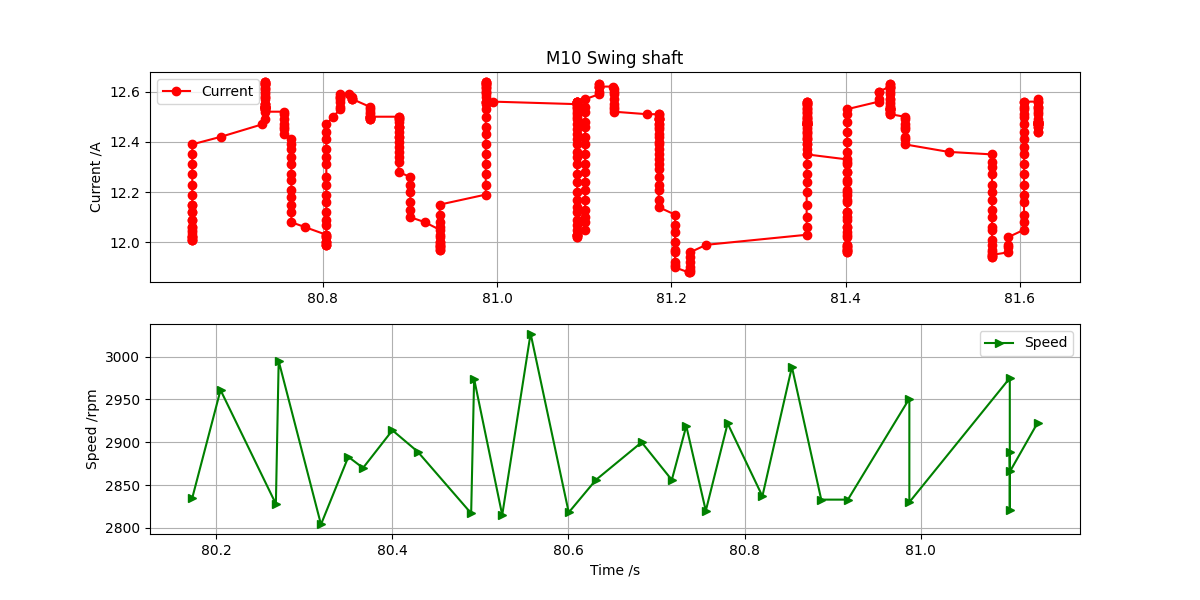 M10 Swing shaft
Current /A
12.6
12.4
12.2
12.0
Current
80.8 81.0 81.2 81.4 81.6
Speed /rpm
3000
2950
2900
2850
2800
Speed
80.2 80.4 80.6 80.8 81.0
Time /s